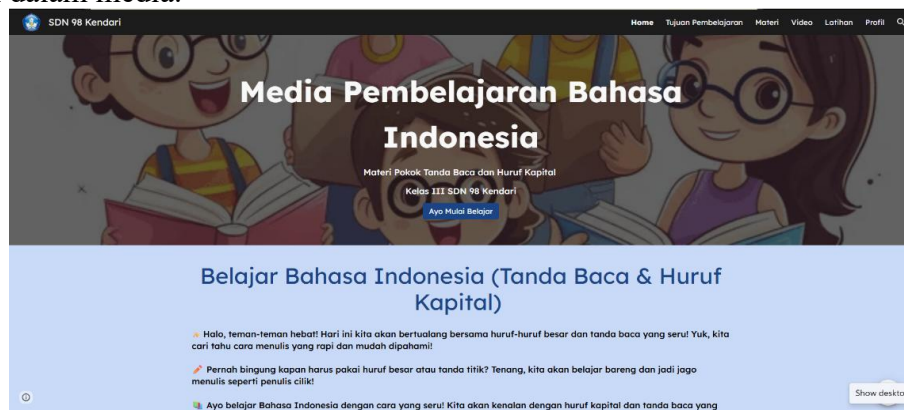 dalam media.
SDN 98 Kendari
Home Tujuan Pembelajaran Materi Video Latihan Profil
Media Pembelajaran Bahasa
Indonesia
Materi Pokok Tanda Baca dan Huruf Kapital
Kelas III SDN 98 Kendari
Ayo Mulai Belajar
Belajar Bahasa Indonesia (Tanda Baca & Huruf
Kapital)
Halo, teman-teman hebat! Hari ini kita akan bertualang bersama huruf-huruf besar dan tanda baca yang seru! Yuk, kita
cari tahu cara menulis yang rapi dan mudah dipahami!
Pernah bingung kapan harus pakai huruf besar atau tanda titik? Tenang, kita akan belajar bareng dan jadi jago
menulis seperti penulis cilik!
Ayo belajar Bahasa Indonesia dengan cara yang seru! Kita akan kenalan dengan huruf kapital dan tanda baca yang
Show deskto